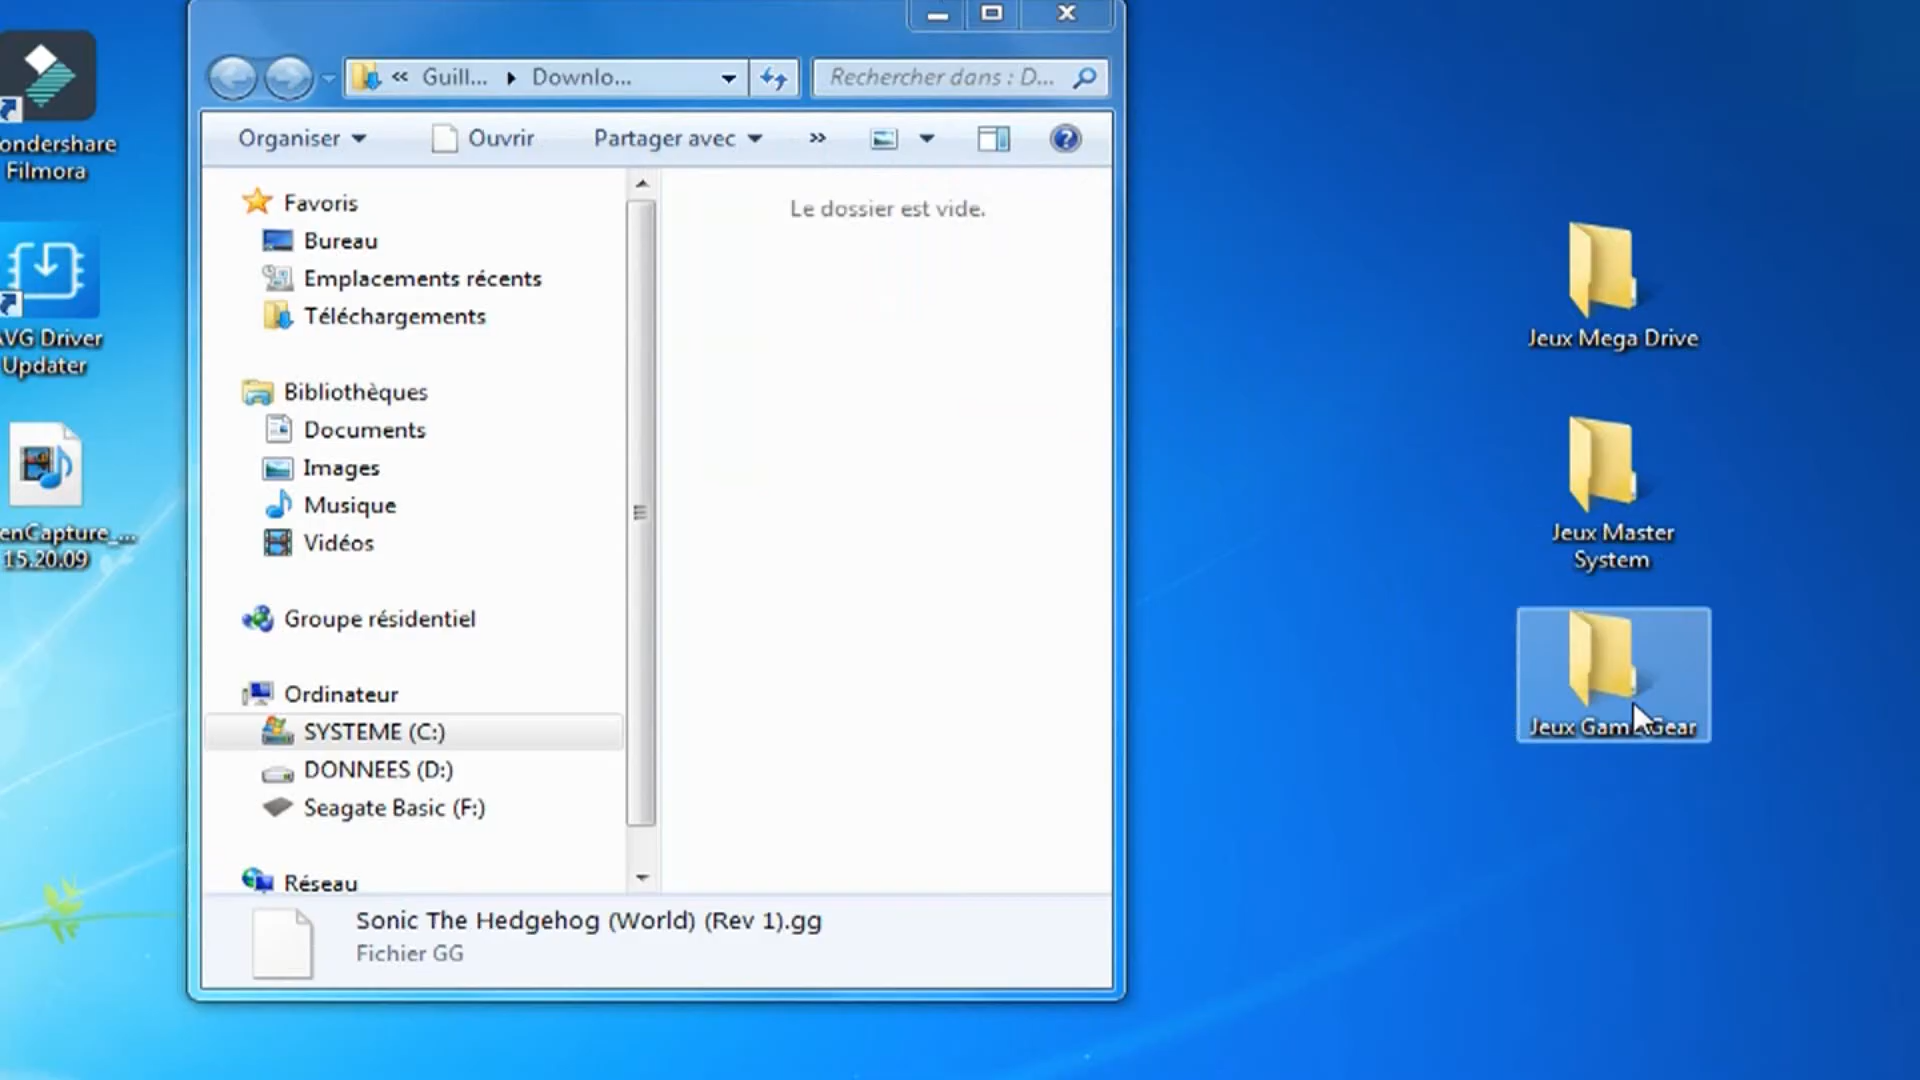 ondershare
Filmora
AVG Driver
Updater
enCapture_...
15.20.09
« Guill... Downlo...
Rechercher dans : D...
Organiser
Ouvrir
Partager avec
»
Favoris
Bureau
Emplacements récents
Téléchargements
Bibliothèques
Documents
Images
Musique
Vidéos
Groupe résidentiel
Ordinateur
SYSTEME (C:)
DONNEES (D:)
Seagate Basic (F:)
Réseau
Le dossier est vide.
Sonic The Hedgehog (World) (Rev 1).gg
Fichier GG
Jeux Mega Drive
Jeux Master
System
Jeux Game Gear